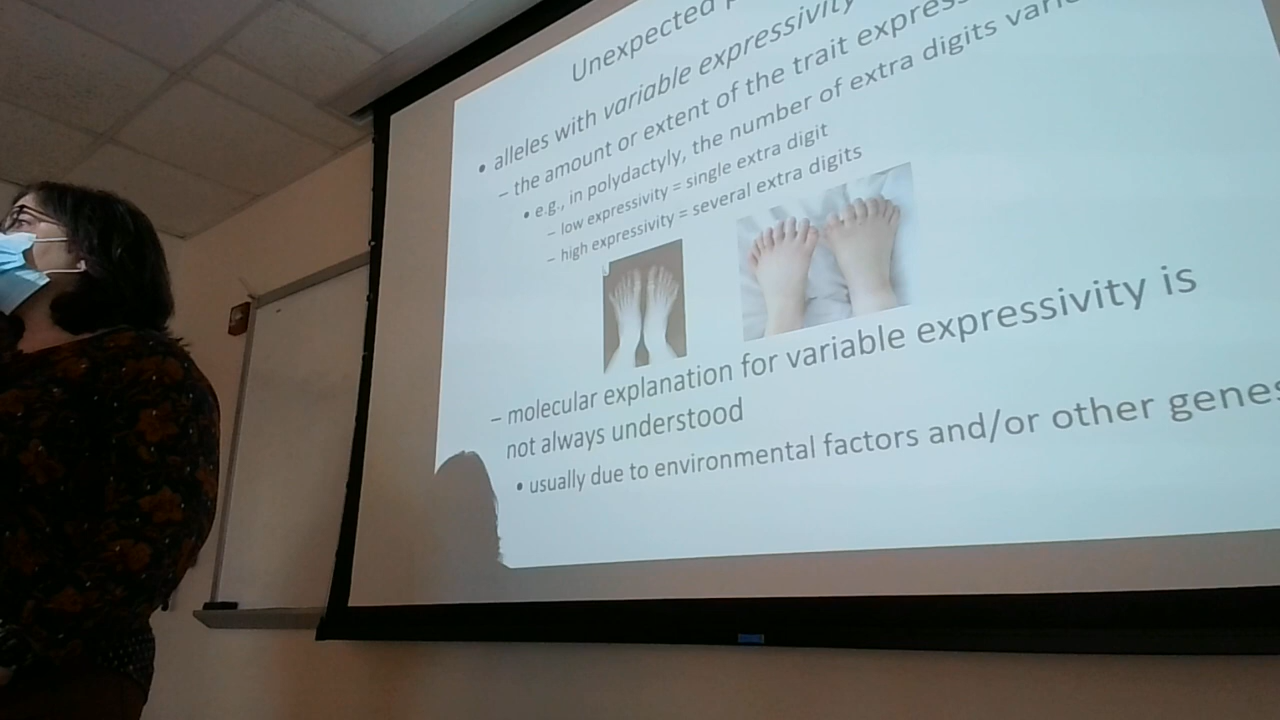 Unexpected
• alleles with variable expressivity
– the amount or extent of the trait express
• e.g., in polydactyly, the number of extra digits vari
– low expressivity = single extra digit
– high expressivity = several extra digits
– molecular explanation for variable expressivity is
not always understood
• usually due to environmental factors and/or other genes